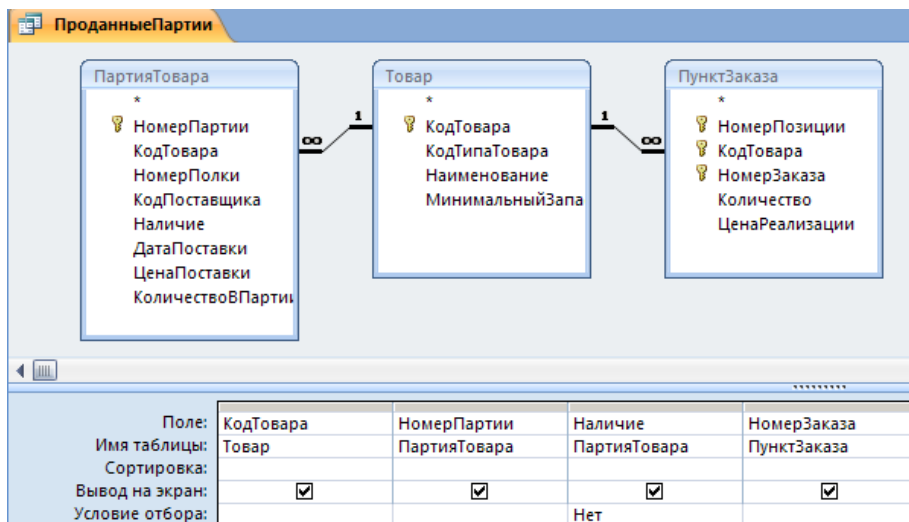 ПроданныеПартии
ПартияТовара
*
НомерПартии
КодТовара
НомерПолки
КодПоставщика
Наличие
ДатаПоставки
ЦенаПоставки
КоличествоВПартии
∞
1
Товар
*
КодТовара
КодТипаТовара
Наименование
МинимальныйЗапа
1
∞
ПунктЗаказа
*
НомерПозиции
КодТовара
НомерЗаказа
Количество
ЦенаРеализации
Поле: КодТовара НомерПартии Наличие НомерЗаказа
Имя таблицы: Товар ПартияТовара ПартияТовара ПунктЗаказа
Сортировка:
Вывод на экран:
Условие отбора: Нет